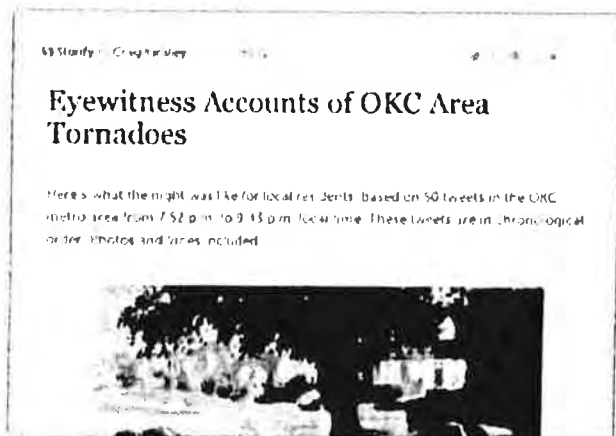 Storify
Eyewitness Accounts of OKC Area
Tornadoes
Here's what the night was like for local residents, based on 50 tweets in the OKC
metro area from 7:52 p.m. to 9:43 p.m. local time. These tweets are in chronological
order. Photos and Vines included.